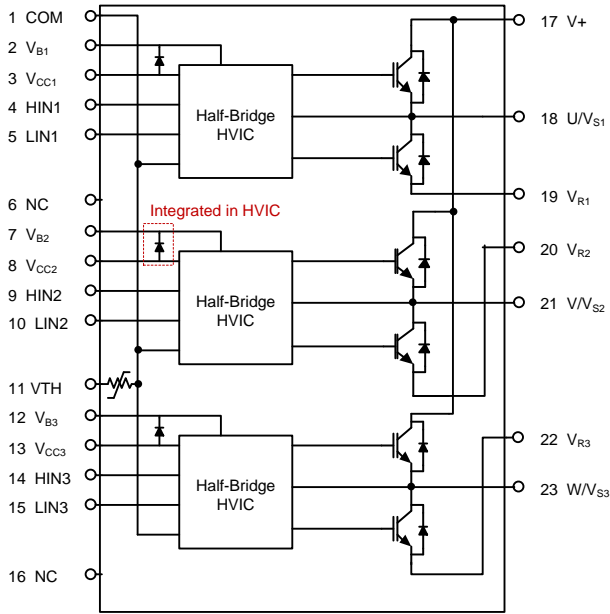 1 COM
2 VB1
3 VCC1
4 HIN1
5 LIN1
6 NC
7 VB2
8 VCC2
9 HIN2
10 LIN2
11 VTH
12 VB3
13 VCC3
14 HIN3
15 LIN3
16 NC
Half-Bridge
HVIC
Integrated in HVIC
Half-Bridge
HVIC
Half-Bridge
HVIC
17 V+
18 U/VS1
19 VR1
20 VR2
21 V/VS2
22 VR3
23 W/VS3